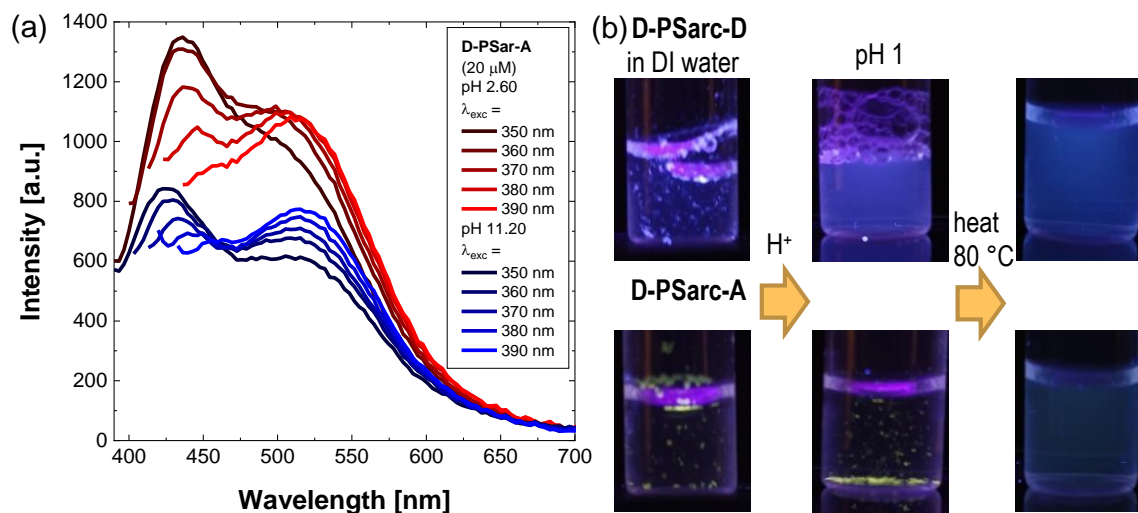 (a)
Intensity [a.u.]
1400
1200
1000
800
600
400
200
0
400
450
500
550
600
650
700
Wavelength [nm]
D-PSar-A
(20 μM)
pH 2.60
λexc =
350 nm
360 nm
370 nm
380 nm
390 nm
pH 11.20
λexc =
350 nm
360 nm
370 nm
380 nm
390 nm
(b)
D-PSarc-D
in DI water
pH 1
H+
heat
80 °C
D-PSarc-A